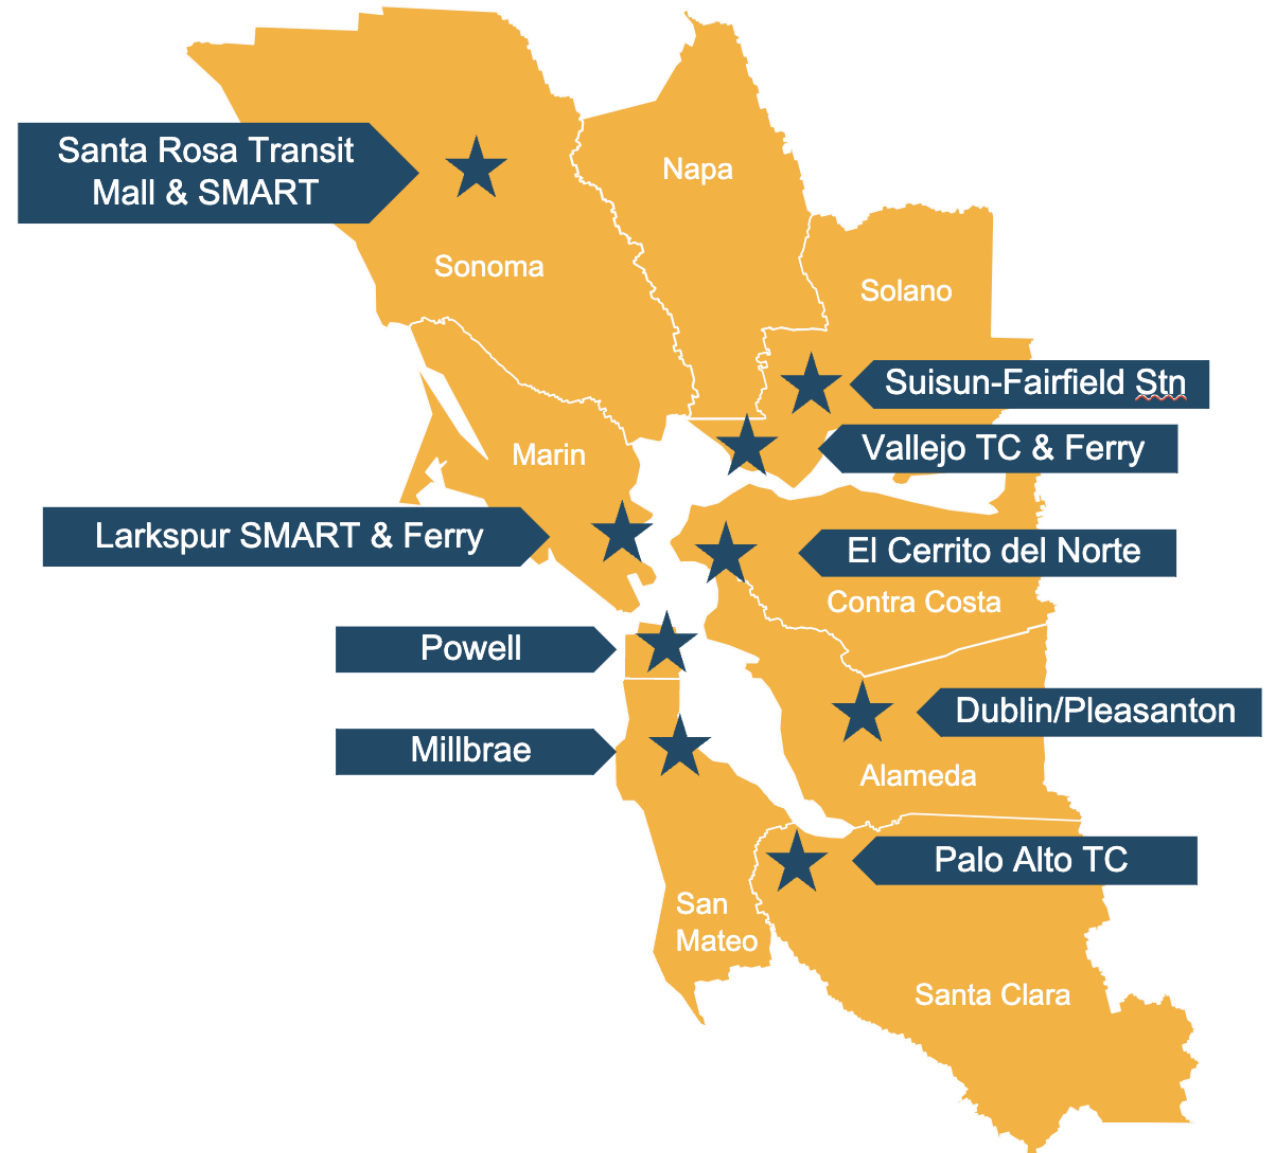 Santa Rosa Transit
Mall & SMART
Napa
Sonoma
Solano
Suisun-Fairfield Stn
Vallejo TC & Ferry
Marin
Larkspur SMART & Ferry
El Cerrito del Norte
Contra Costa
Powell
Dublin/Pleasanton
Millbrae
Alameda
Palo Alto TC
San
Mateo
Santa Clara